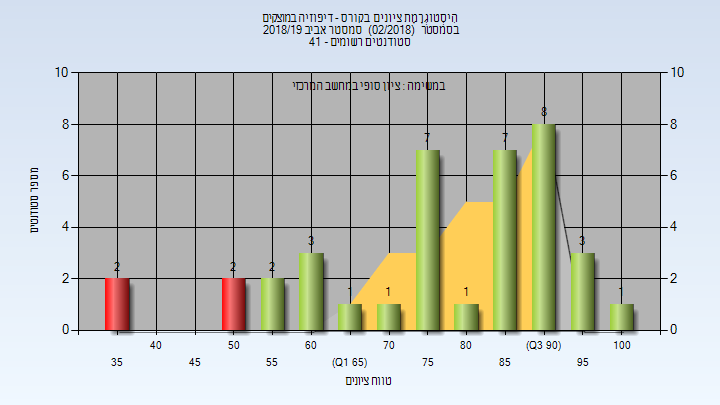 היסטוגרמת ציונים בקורס - דיפוזיה במוצקים
בסמסטר (02/2018) סמסטר אביב 2018/19
סטודנטים רשומים - 41
במשימה : ציון סופי במחשב המרכזי
מספר סטודנטים
10 10
8 8
6 6
4 4
2 2
0 0
2 2 2 3 1 1 7 1 7 8 3 1
40 50 60 70 80 (Q3 90) 100
35 45 55 (Q1 65) 75 85 95
טווח ציונים